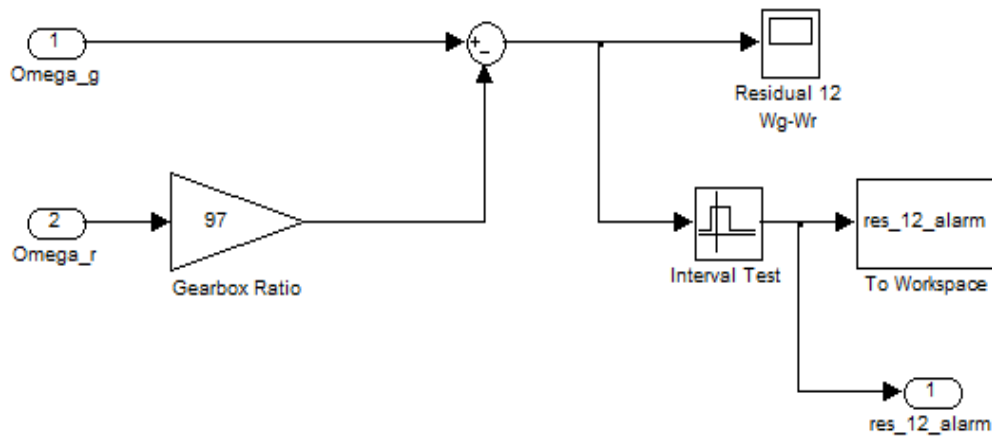 1
Omega_g
+
−
Residual 12
Wg-Wr
2
Omega_r
97
Gearbox Ratio
Interval Test
res_12_alarm
To Workspace
1
res_12_alarm